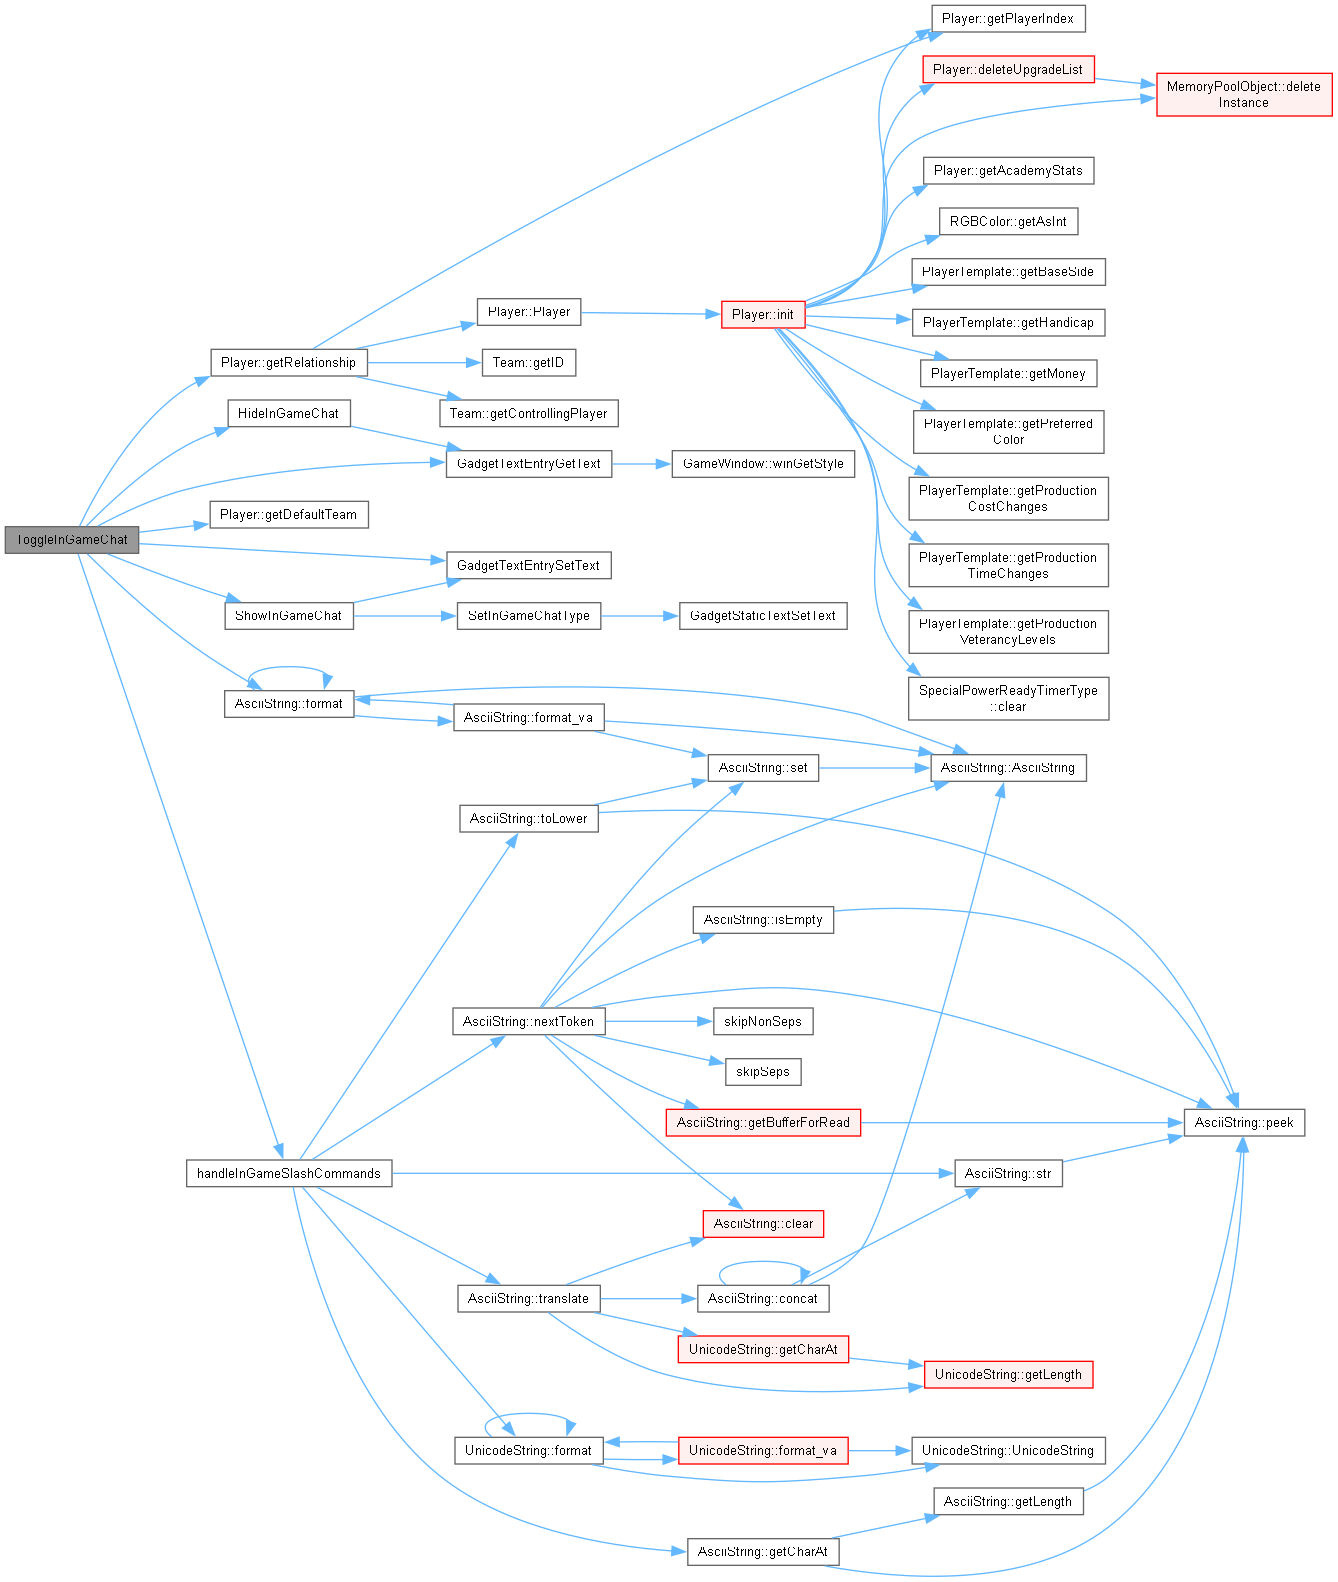 Player::getPlayerIndex
Player::deleteUpgradeList
MemoryPoolObject::delete
Instance
Player::getAcademyStats
RGBColor::getAsInt
PlayerTemplate::getBaseSide
Player::Player
Player::init
PlayerTemplate::getHandicap
Player::getRelationship
Team::getID
PlayerTemplate::getMoney
HideInGameChat
Team::getControllingPlayer
PlayerTemplate::getPreferred
Color
GadgetTextEntryGetText
GameWindow::winGetStyle
PlayerTemplate::getProduction
CostChanges
Player::getDefaultTeam
ToggleInGameChat
GadgetTextEntrySetText
PlayerTemplate::getProduction
TimeChanges
ShowInGameChat
SetInGameChatType
GadgetStaticTextSetText
PlayerTemplate::getProduction
VeterancyLevels
AsciiString::format
SpecialPowerReadyTimerType
::clear
AsciiString::format_va
AsciiString::set
AsciiString::AsciiString
AsciiString::toLower
AsciiString::isEmpty
AsciiString::nextToken
skipNonSeps
skipSeps
AsciiString::getBufferForRead
AsciiString::peek
handleInGameSlashCommands
AsciiString::str
AsciiString::clear
AsciiString::translate
AsciiString::concat
UnicodeString::getCharAt
UnicodeString::getLength
UnicodeString::format
UnicodeString::format_va
UnicodeString::UnicodeString
AsciiString::getLength
AsciiString::getCharAt